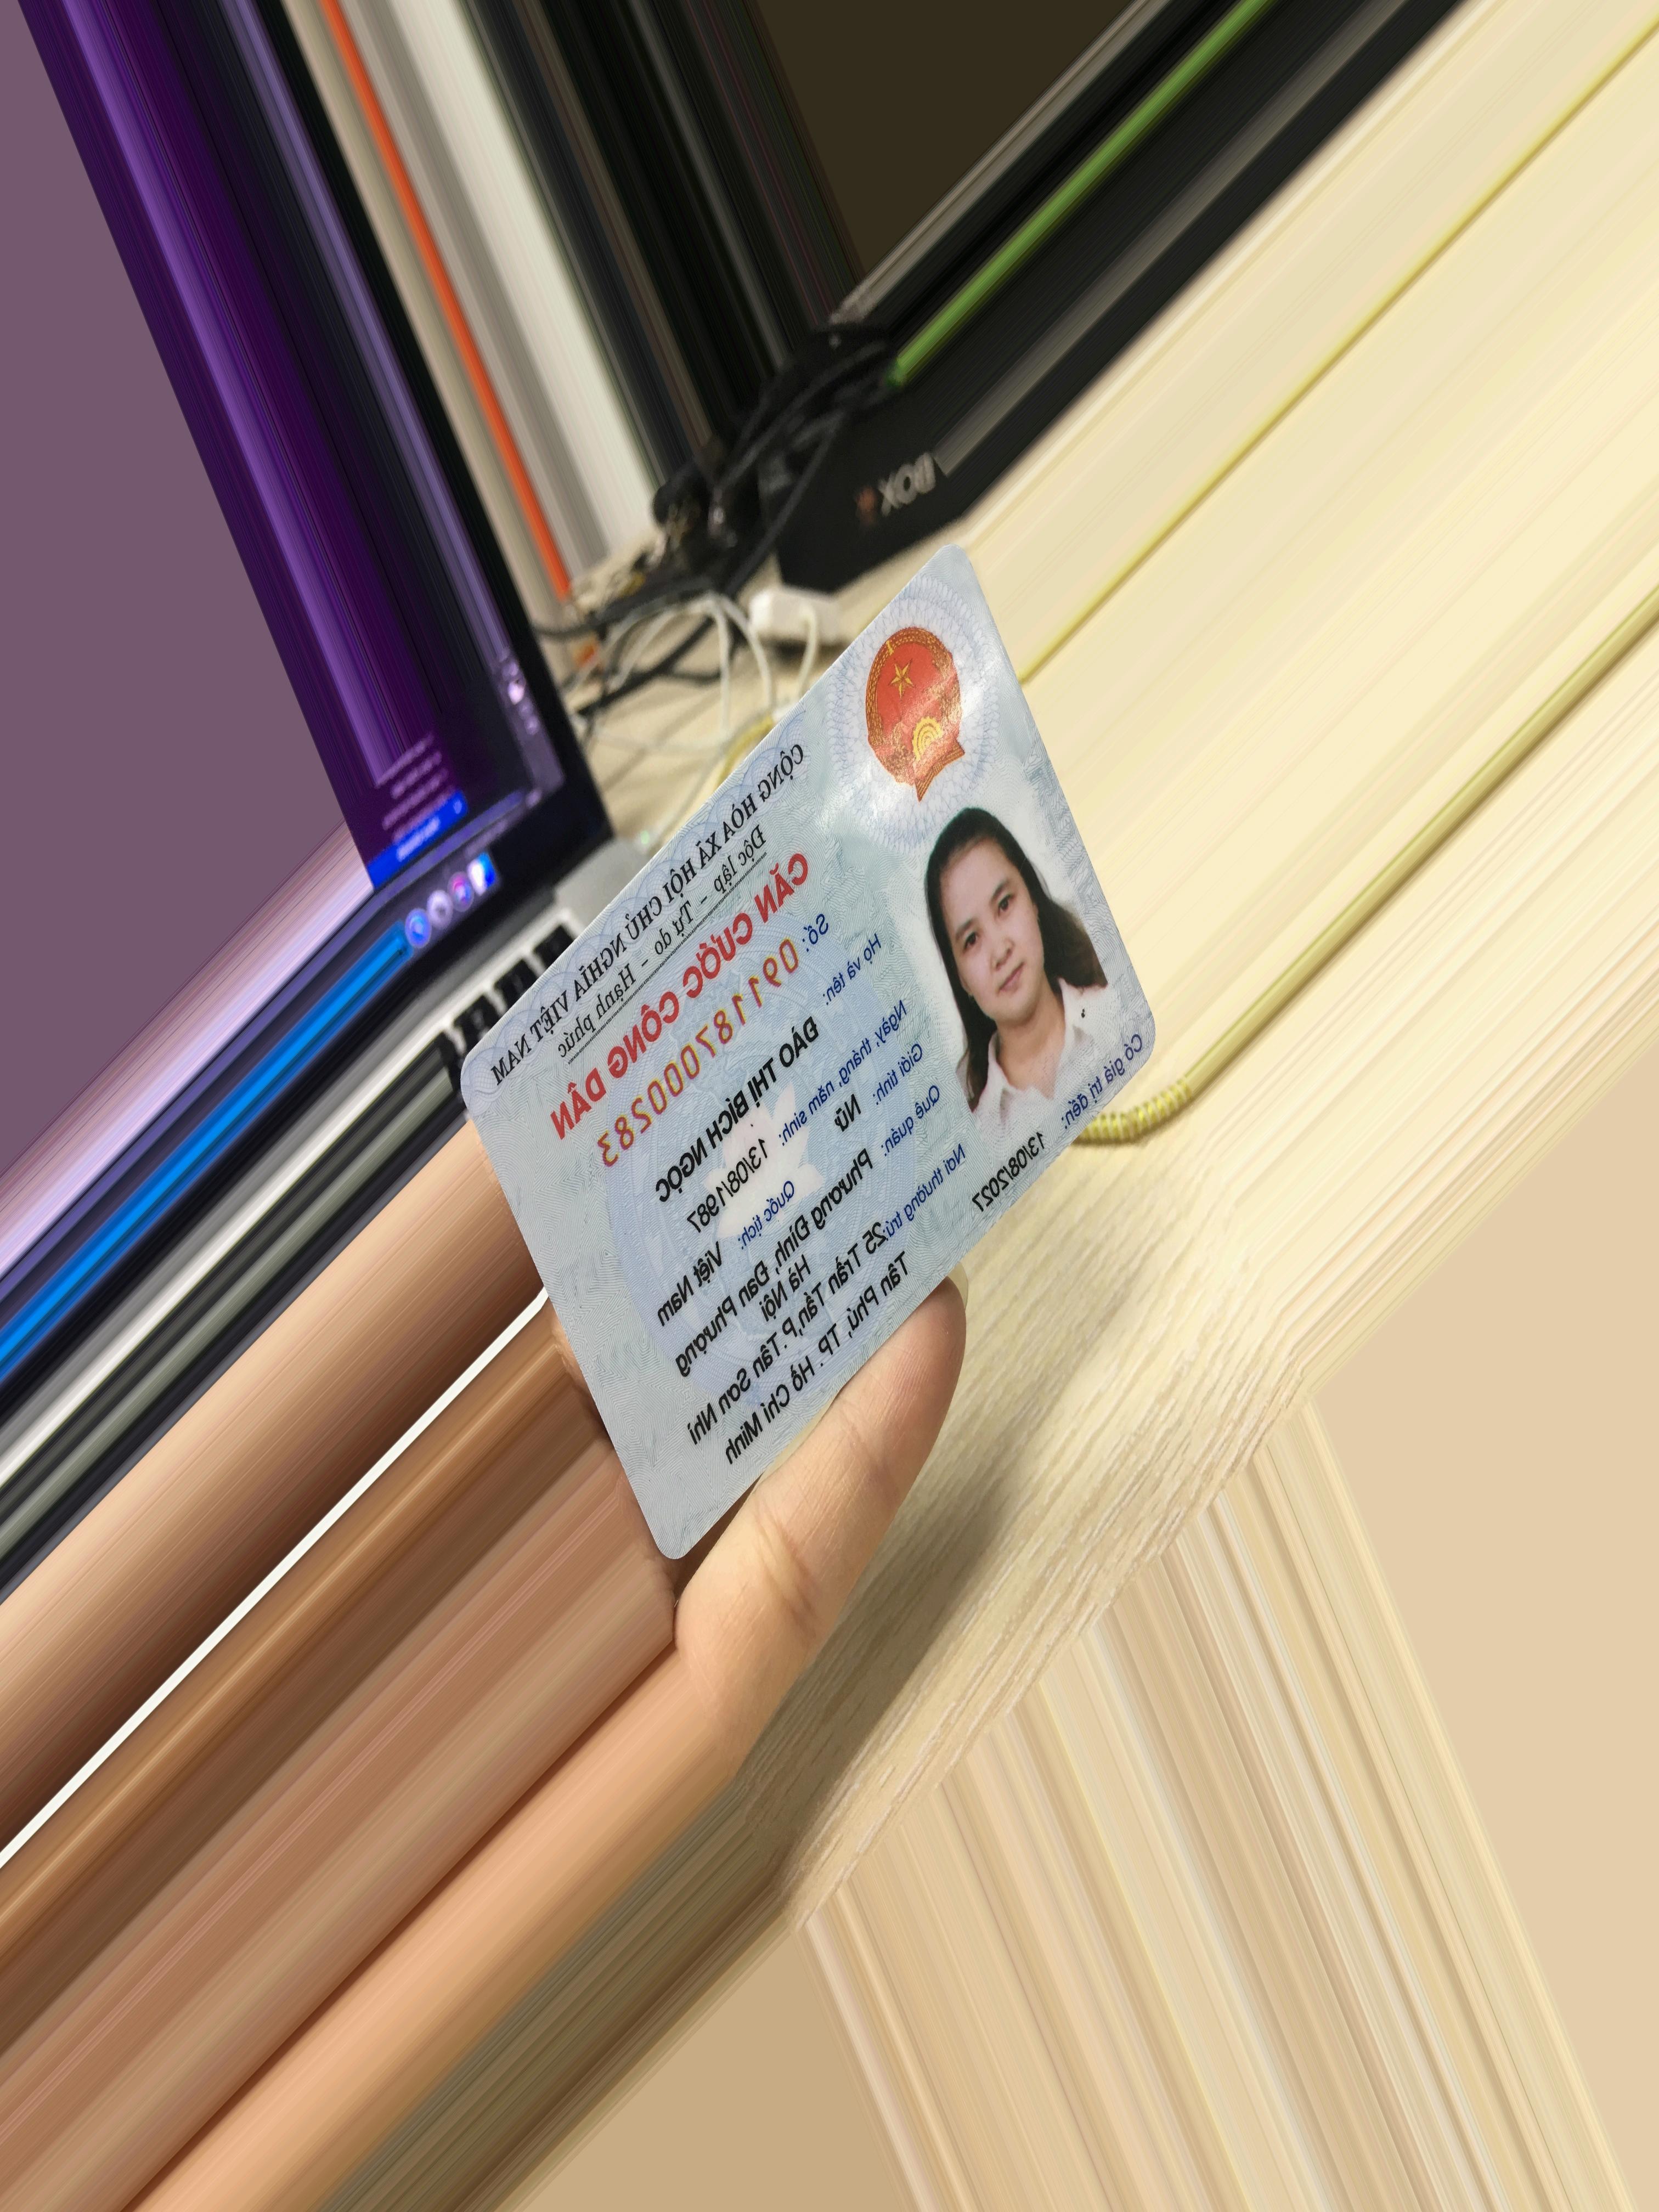 CỘNG HÒA XÃ HỘI CHỦ NGHĨA VIỆT NAM
Độc lập - Tự do - Hạnh phúc
CĂN CƯỚC CÔNG DÂN
Số: 091187000283
Họ và tên:
ĐÀO THỊ BÍCH NGỌC
Ngày, tháng, năm sinh: 13/08/1987
Giới tính: Nữ Quốc tịch: Việt Nam
Quê quán: Phương Đình, Đan Phượng
Hà Nội
Nơi thường trú: 25 Trần Tấn, P. Tân Sơn Nhì
Tân Phú, TP. Hồ Chí Minh
Có giá trị đến: 13/08/2027
BOX